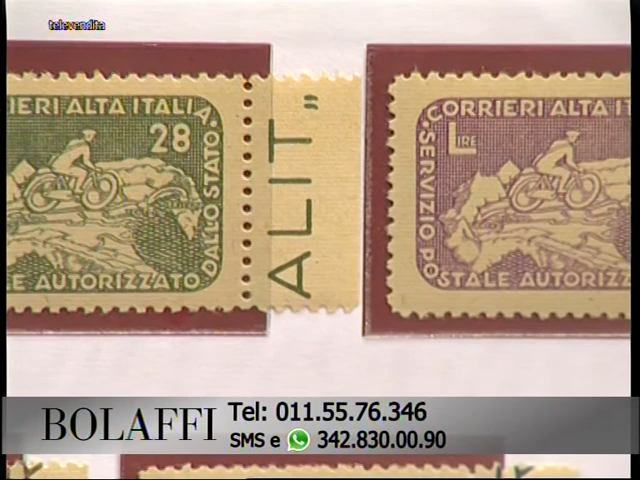 televendita
RIERI ALTA ITALIA
28
DALLO STATO
E AUTORIZZATO
ALIT„
CORRIERI ALTA I
LIRE
SERVIZIO POSTALE AUTORIZZ
BOLAFFI
Tel: 011.55.76.346
SMS e 342.830.00.90